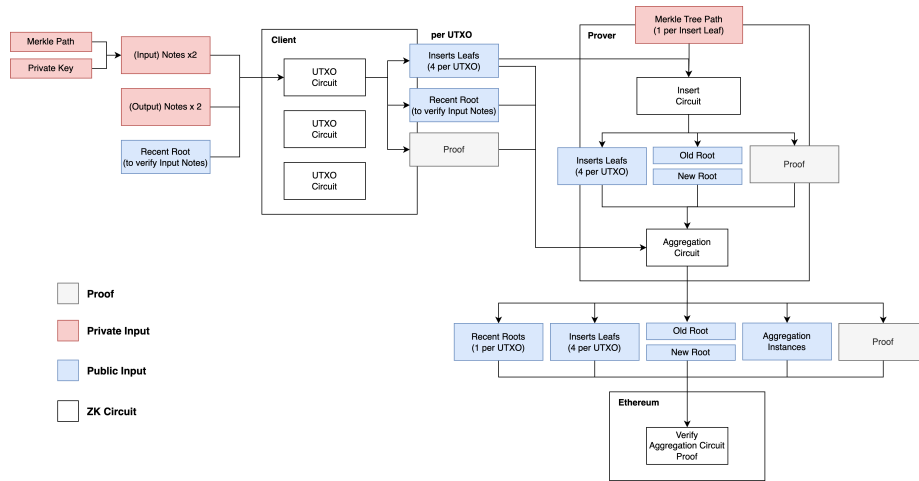 Merkle Path
Private Key
(Input) Notes x2
(Output) Notes x 2
Recent Root
(to verify Input Notes)
Client
UTXO
Circuit
UTXO
Circuit
UTXO
Circuit
per UTXO
Inserts Leafs
(4 per UTXO)
Recent Root
(to verify Input Notes)
Proof
Prover
Merkle Tree Path
(1 per Insert Leaf)
Insert
Circuit
Inserts Leafs
(4 per UTXO)
Old Root
New Root
Proof
Aggregation
Circuit
Proof
Private Input
Public Input
ZK Circuit
Recent Roots
(1 per UTXO)
Inserts Leafs
(4 per UTXO)
Old Root
New Root
Aggregation
Instances
Proof
Ethereum
Verify
Aggregation Circuit
Proof